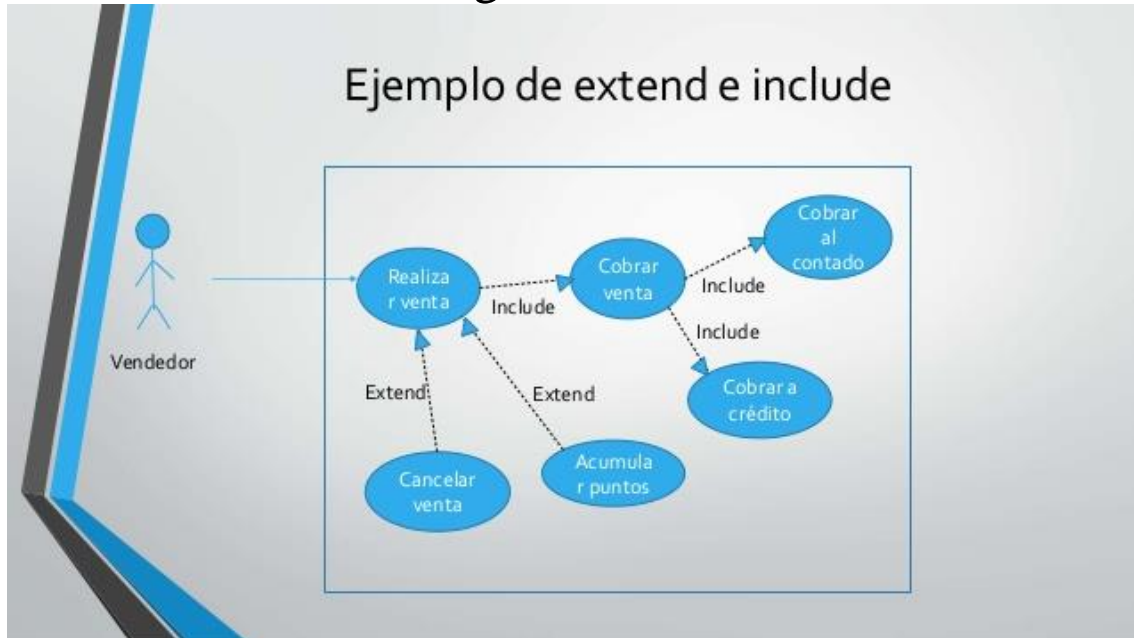 Ejemplo de extend e include
Vendedor
Realiza
r venta
Include
Cobrar
venta
Include
Cobrar
al
contado
Include
Cobrar a
crédito
Extend
Extend
Cancelar
venta
Acumula
r puntos